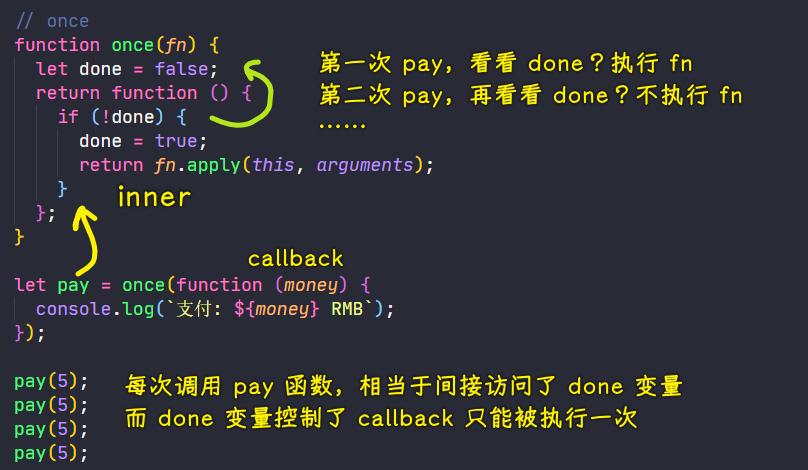 // once
function once(fn) {
let done = false;
第一次 pay，看看 done？执行 fn
return function () {
第二次 pay，再看看 done？不执行 fn
if (!done) {
......
done = true;
return fn.apply(this, arguments);
}
inner
};
}
callback
let pay = once(function (money) {
console.log(`支付: ${money} RMB`);
});
pay(5);
每次调用 pay 函数，相当于间接访问了 done 变量
pay(5);
而 done 变量控制了 callback 只能被执行一次
pay(5);
pay(5);